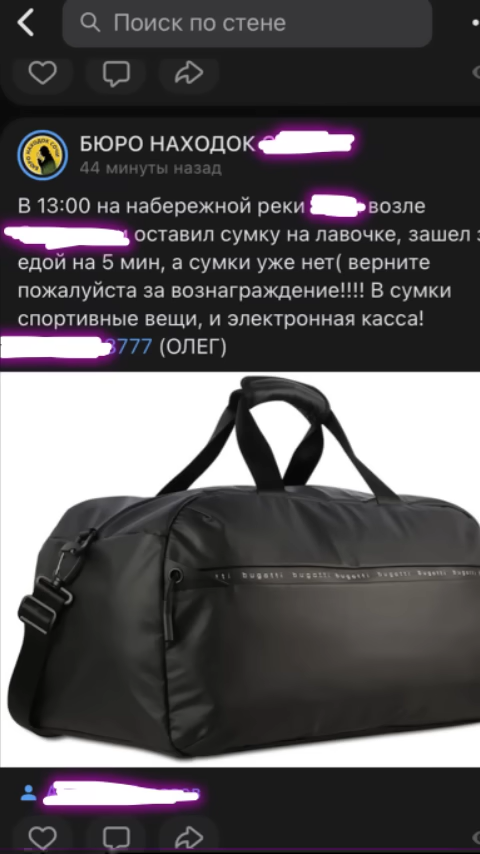 Поиск по стене
БЮРО НАХОДОК
44 минуты назад
В 13:00 на набережной реки возле
оставил сумку на лавочке, зашел
едой на 5 мин, а сумки уже нет( верните
пожалуйста за вознаграждение!!!! В сумки
спортивные вещи, и электронная касса!
777 (ОЛЕГ)
bugatti bugatti bugatti bugatti bugatti